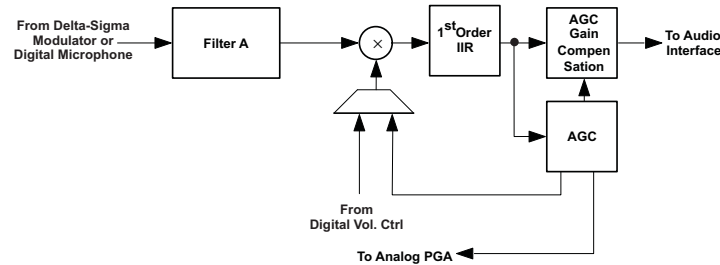 From Delta-Sigma
Modulator or
Digital Microphone
Filter A
×
1st Order
IIR
AGC
Gain
Compen
sation
To Audio
Interface
AGC
From
Digital Vol. Ctrl
To Analog PGA